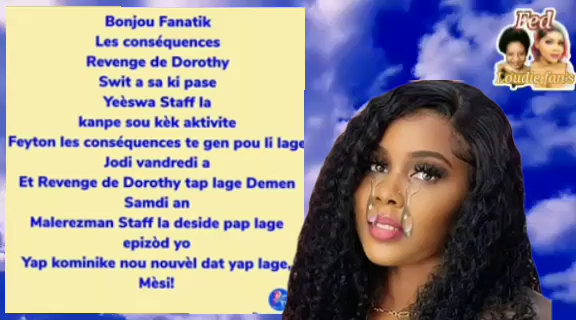 Bonjou Fanatik
Les conséquences
Revenge de Dorothy
Swit a sa ki pase
Yeèswa Staff la
kanpe sou kèk aktivite
Feyton les conséquences te gen pou li lage
Jodi vandredi a
Et Revenge de Dorothy tap lage Demen
Samdi an
Malerezman Staff la deside pap lage
epizòd yo
Yap kominike nou nouvèl dat yap lage,
Mèsi!
Fed
Loudie fan's